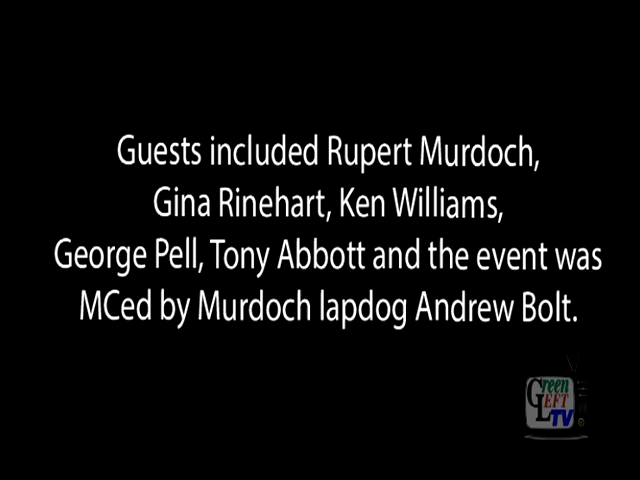 Guests included Rupert Murdoch,
Gina Rinehart, Ken Williams,
George Pell, Tony Abbott and the event was
MCed by Murdoch lapdog Andrew Bolt.
Green
LEFT
TV